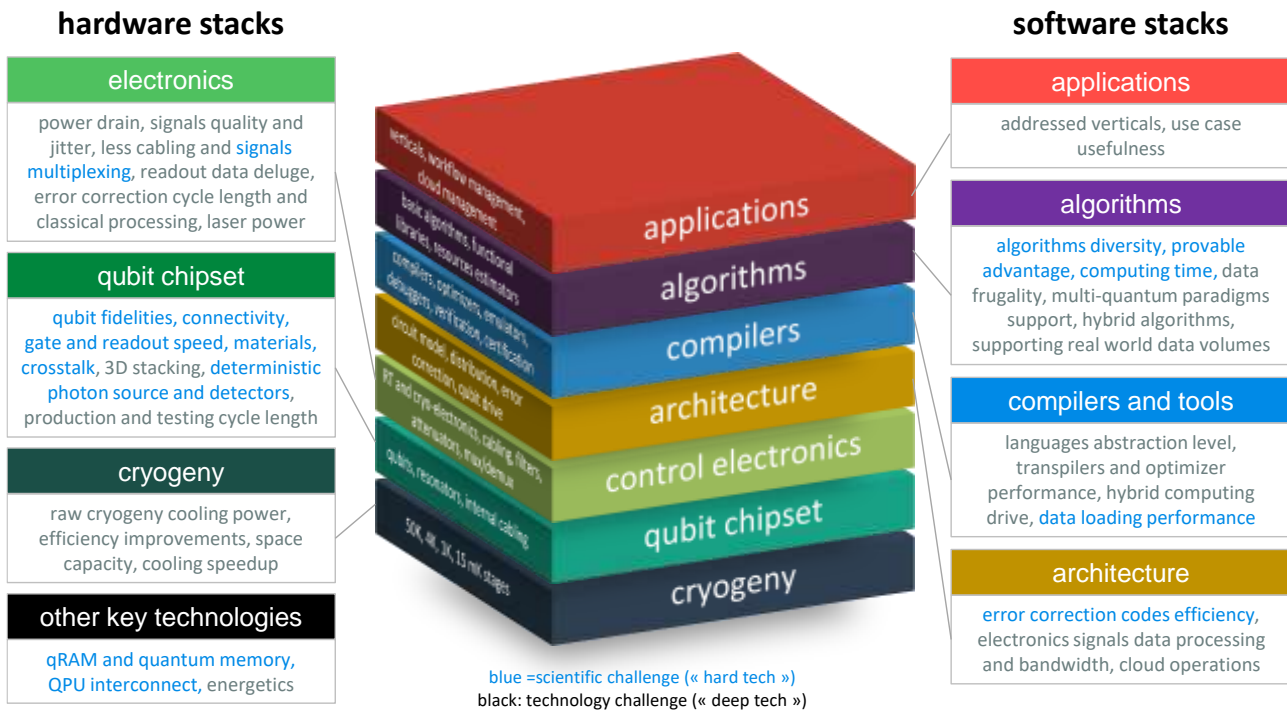 hardware stacks
electronics
power drain, signals quality and
jitter, less cabling and signals
multiplexing, readout data deluge,
error correction cycle length and
classical processing, laser power
qubit chipset
qubit fidelities, connectivity,
gate and readout speed, materials,
crosstalk, 3D stacking, deterministic
photon source and detectors,
production and testing cycle length
cryogeny
raw cryogeny cooling power,
efficiency improvements, space
capacity, cooling speedup
other key technologies
qRAM and quantum memory,
QPU interconnect, energetics
verticals, workflow management,
cloud management
applications
basic algorithms, functional
libraries, resources estimators
algorithms
compilers, optimizers, emulators,
debuggers, verification, certification
compilers
circuit model, distribution, error
correction, qubit drive
architecture
RT and cryo-electronics, cabling, filters,
attenuators, mux/demux
control electronics
qubits, resonators, internal cabling
qubit chipset
50K, 4K, 1K, 15 mK stages
cryogeny
blue =scientific challenge (« hard tech »)
black: technology challenge (« deep tech »)
software stacks
applications
addressed verticals, use case
usefulness
algorithms
algorithms diversity, provable
advantage, computing time, data
frugality, multi-quantum paradigms
support, hybrid algorithms,
supporting real world data volumes
compilers and tools
languages abstraction level,
transpilers and optimizer
performance, hybrid computing
drive, data loading performance
architecture
error correction codes efficiency,
electronics signals data processing
and bandwidth, cloud operations